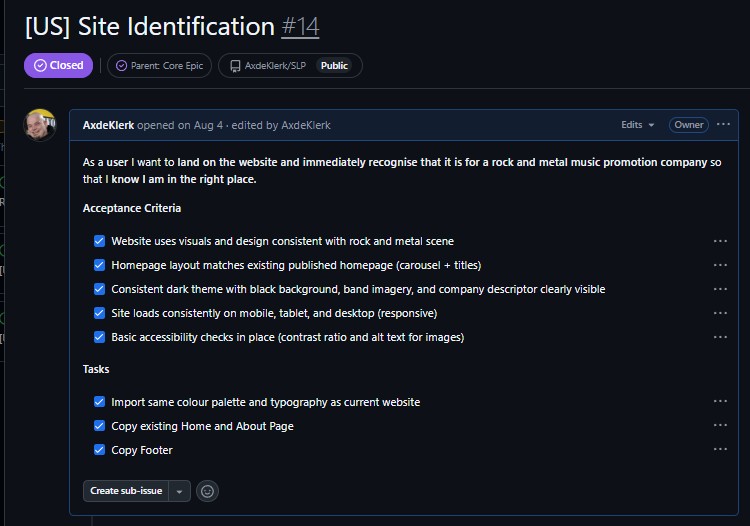 [US] Site Identification #14
Closed
Parent: Core Epic
AxdeKlerk/SLP Public
AxdeKlerk opened on Aug 4 · edited by AxdeKlerk
Edits
Owner
As a user I want to land on the website and immediately recognise that it is for a rock and metal music promotion company so
that I know I am in the right place.
Acceptance Criteria
Website uses visuals and design consistent with rock and metal scene
Homepage layout matches existing published homepage (carousel + titles)
Consistent dark theme with black background, band imagery, and company descriptor clearly visible
Site loads consistently on mobile, tablet, and desktop (responsive)
Basic accessibility checks in place (contrast ratio and alt text for images)
Tasks
Import same colour palette and typography as current website
Copy existing Home and About Page
Copy Footer
Create sub-issue